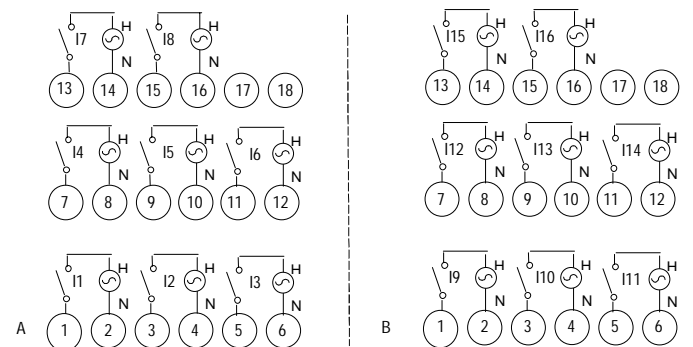 I7 H I8 H
N N
13 14 15 16 17 18
I4 H I5 H I6 H
N N N
7 8 9 10 11 12
I1 H I2 H I3 H
N N N
A 1 2 3 4 5 6
I15 H I16 H
N N
13 14 15 16 17 18
I12 H I13 H I14 H
N N N
7 8 9 10 11 12
I9 H I10 H I11 H
N N N
B 1 2 3 4 5 6